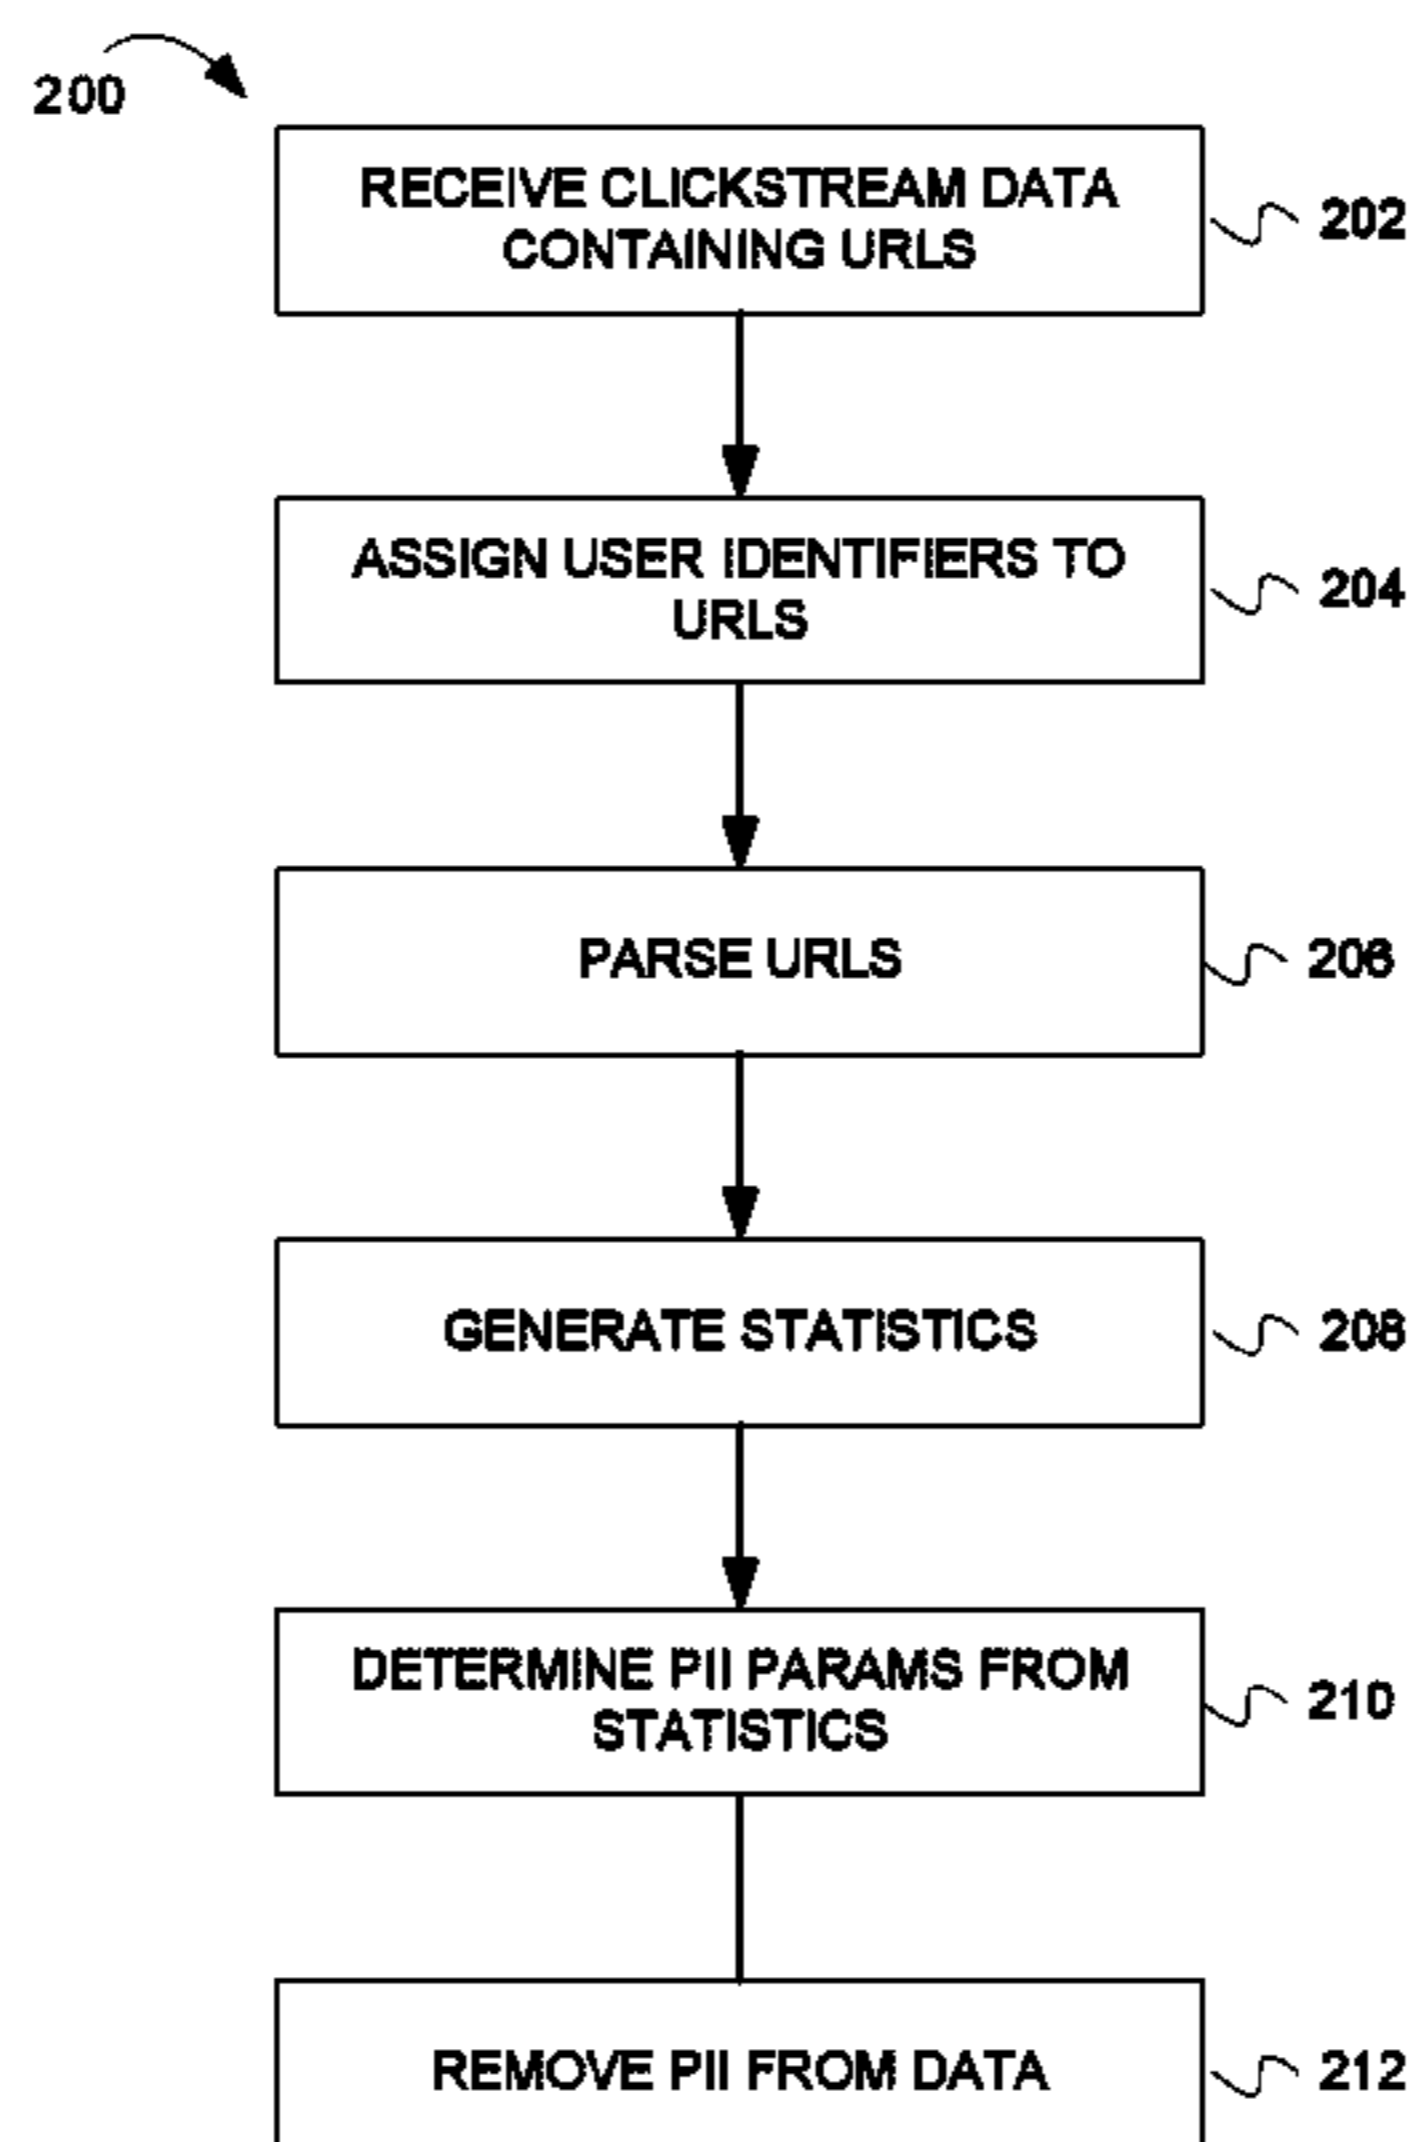 200
RECEIVE CLICKSTREAM DATA
CONTAINING URLS
202
ASSIGN USER IDENTIFIERS TO
URLS
204
PARSE URLS
206
GENERATE STATISTICS
208
DETERMINE PII PARAMS FROM
STATISTICS
210
REMOVE PII FROM DATA
212